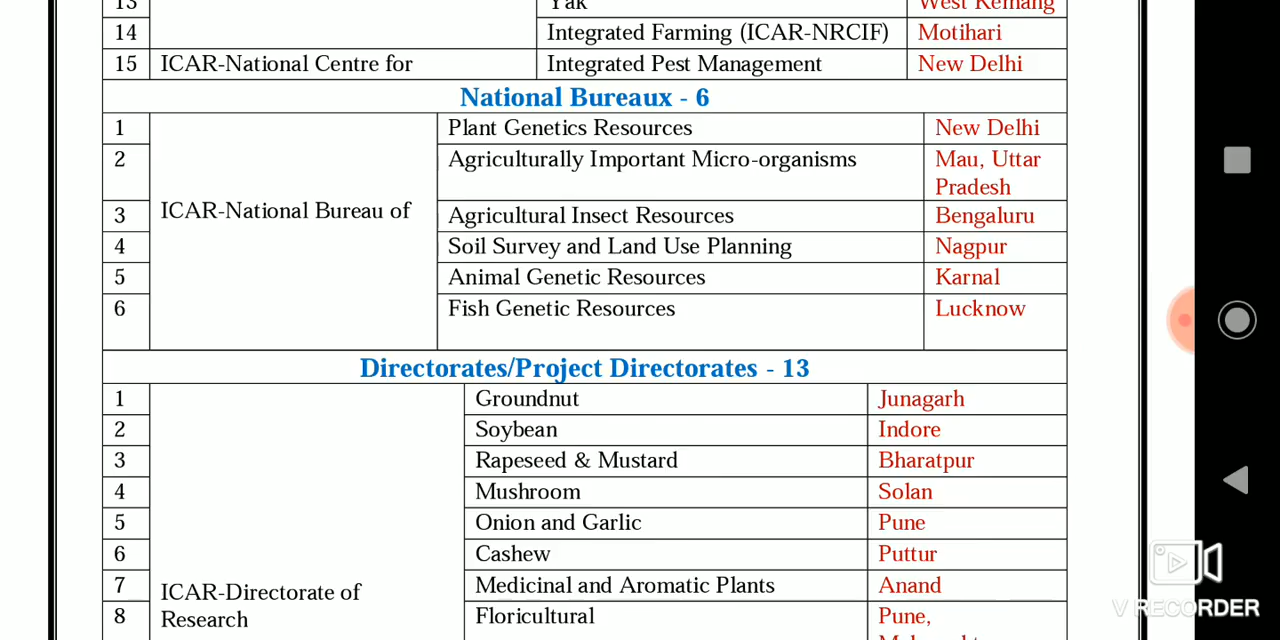 13 Yak West Kemang
14 Integrated Farming (ICAR-NRCIF) Motihari
15 ICAR-National Centre for Integrated Pest Management New Delhi
National Bureaux - 6
1 Plant Genetics Resources New Delhi
2 Agriculturally Important Micro-organisms Mau, Uttar
Pradesh
ICAR-National Bureau of
3 Agricultural Insect Resources Bengaluru
4 Soil Survey and Land Use Planning Nagpur
5 Animal Genetic Resources Karnal
6 Fish Genetic Resources Lucknow
Directorates/Project Directorates - 13
1 Groundnut Junagarh
2 Soybean Indore
3 Rapeseed & Mustard Bharatpur
4 Mushroom Solan
5 Onion and Garlic Pune
6 Cashew Puttur
7 Medicinal and Aromatic Plants Anand
ICAR-Directorate of
Research
8 Floricultural Pune,
V RECORDER